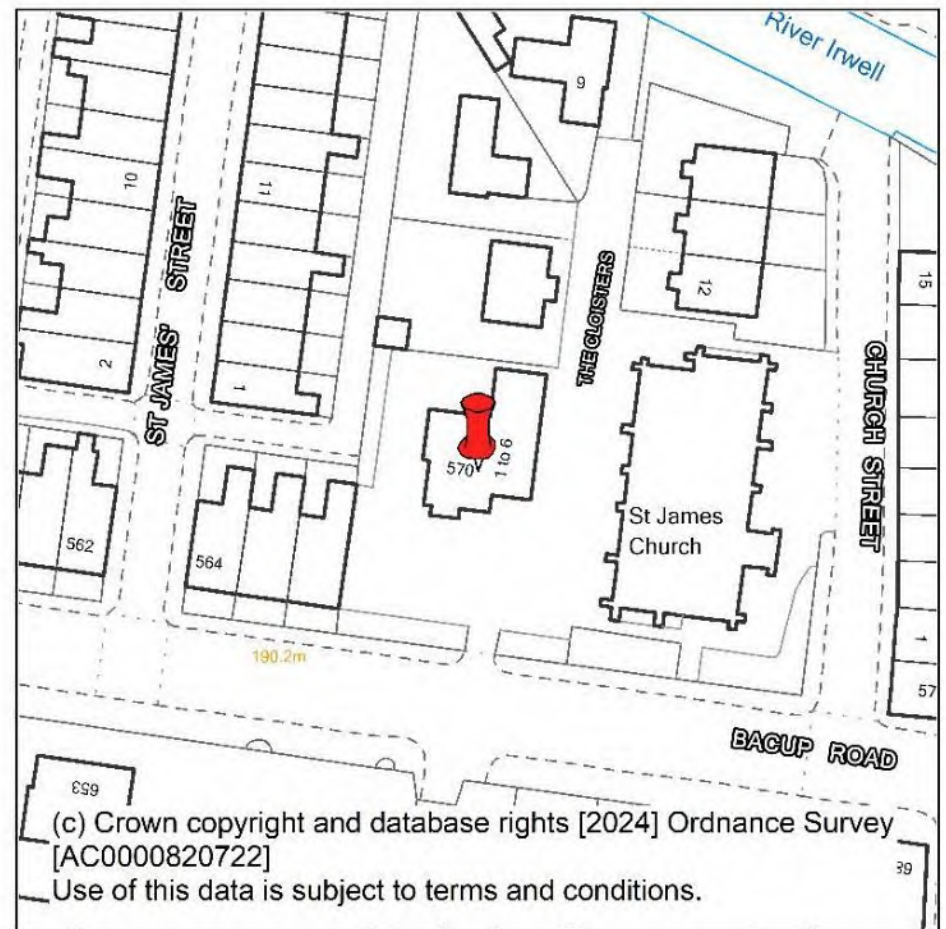 River Irwell
9
10
11
ST JAMES' STREET
THE CLOISTERS
12
15
2
1
CHURCH STREET
570
1 to 6
St James
Church
562
564
190.2m
1
57
BACUP ROAD
653
(c) Crown copyright and database rights [2024] Ordnance Survey
[AC0000820722]
Use of this data is subject to terms and conditions.
39